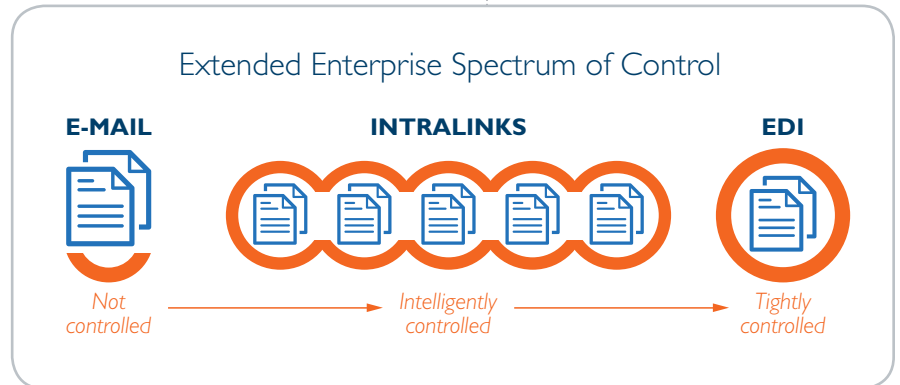 Extended Enterprise Spectrum of Control
E-MAIL
INTRALINKS
EDI
Not
controlled
Intelligently
controlled
Tightly
controlled